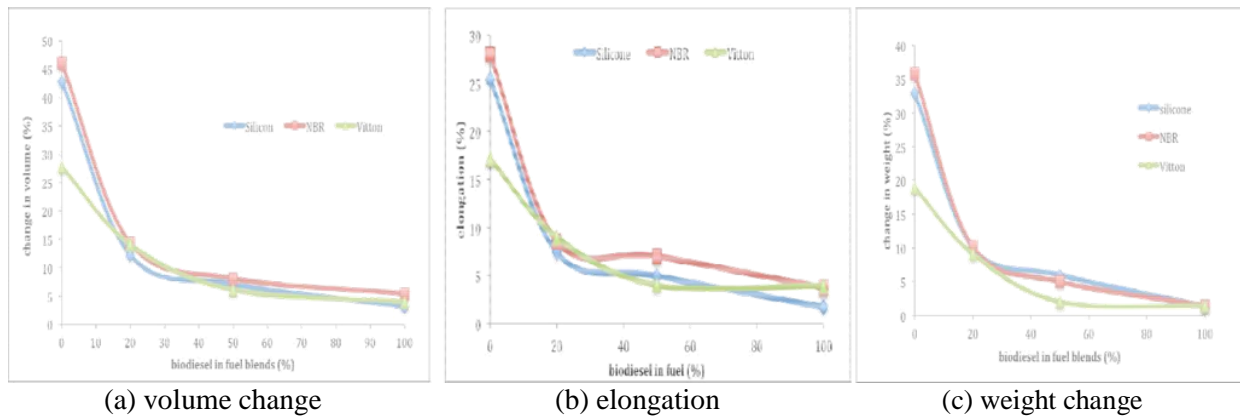 50
45
40
35
30
25
20
15
10
5
0
change in volume (%)
Silicon NBR Vitton
0 10 20 30 40 50 60 70 80 90 100
biodiesel in fuel blends (%)
(a) volume change
30
25
20
15
10
5
0
elongation (%)
Silicone NBR Vitton
0 20 40 60 80 100
biodiesel in fuel (%)
(b) elongation
40
35
30
25
20
15
10
5
0
change in weight (%)
silicone
NBR
Vitton
0 20 40 60 80 100
biodiesel in fuel blends (%)
(c) weight change